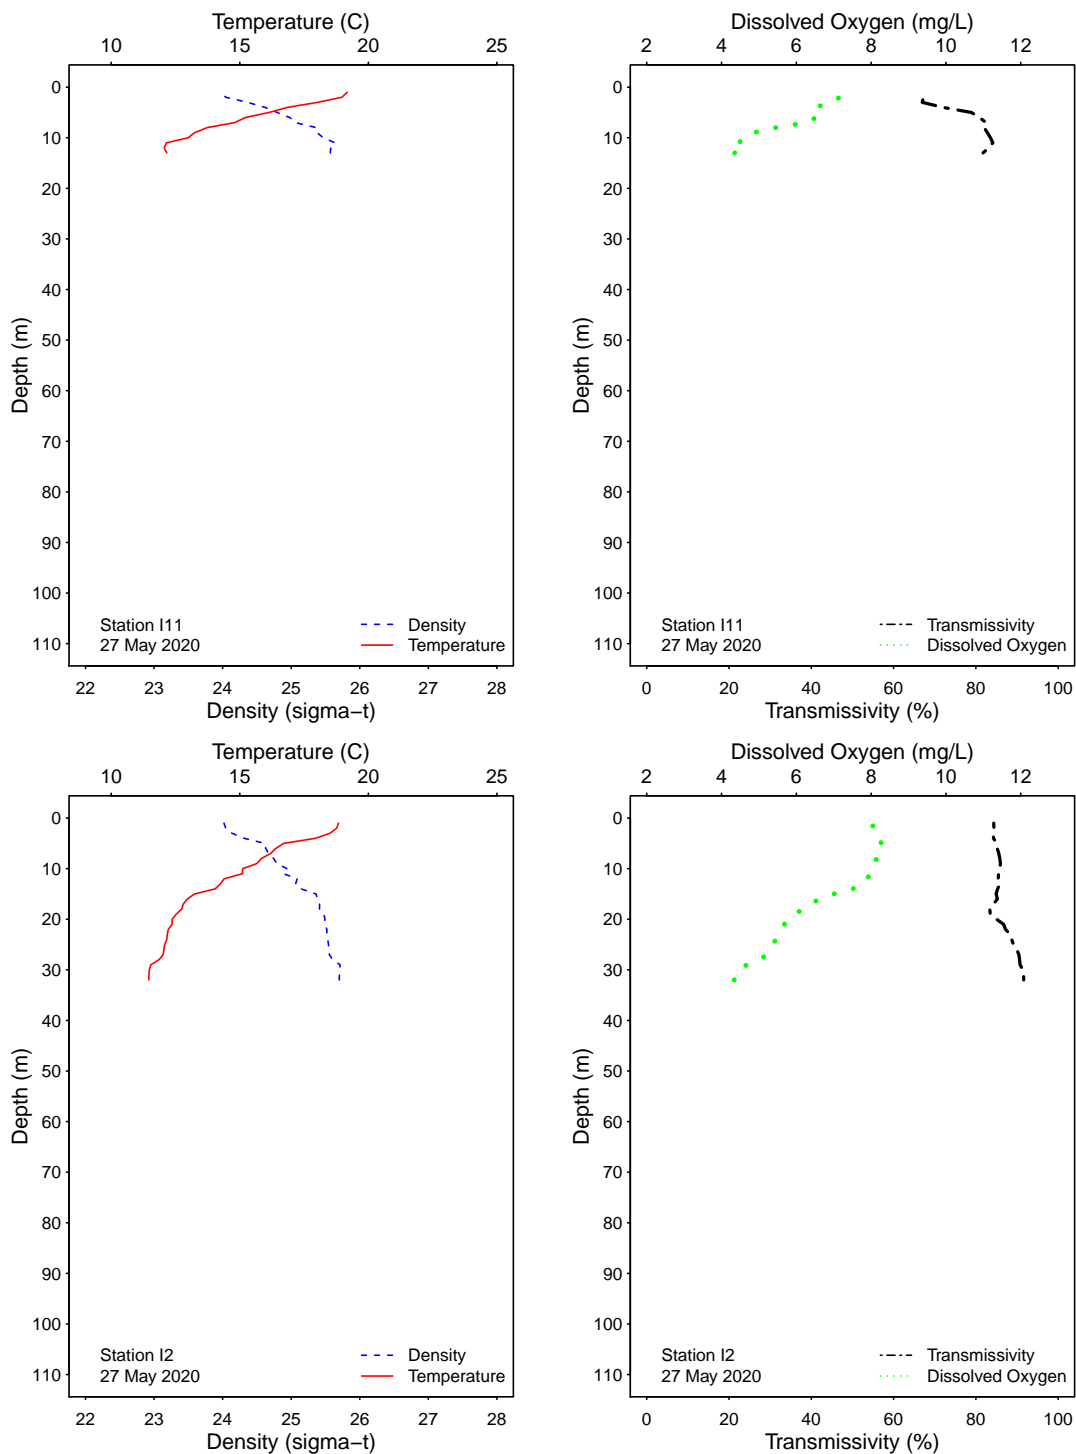 Temperature (C)
10 15 20 25
0
10
20
30
40
50
60
70
80
90
100
110
Depth (m)
Station I11
27 May 2020
Density
Temperature
22 23 24 25 26 27 28
Density (sigma−t)
Dissolved Oxygen (mg/L)
2 4 6 8 10 12
0
10
20
30
40
50
60
70
80
90
100
110
Depth (m)
Station I11
27 May 2020
Transmissivity
Dissolved Oxygen
0 20 40 60 80 100
Transmissivity (%)
Temperature (C)
10 15 20 25
0
10
20
30
40
50
60
70
80
90
100
110
Depth (m)
Station I2
27 May 2020
Density
Temperature
22 23 24 25 26 27 28
Density (sigma−t)
Dissolved Oxygen (mg/L)
2 4 6 8 10 12
0
10
20
30
40
50
60
70
80
90
100
110
Depth (m)
Station I2
27 May 2020
Transmissivity
Dissolved Oxygen
0 20 40 60 80 100
Transmissivity (%)